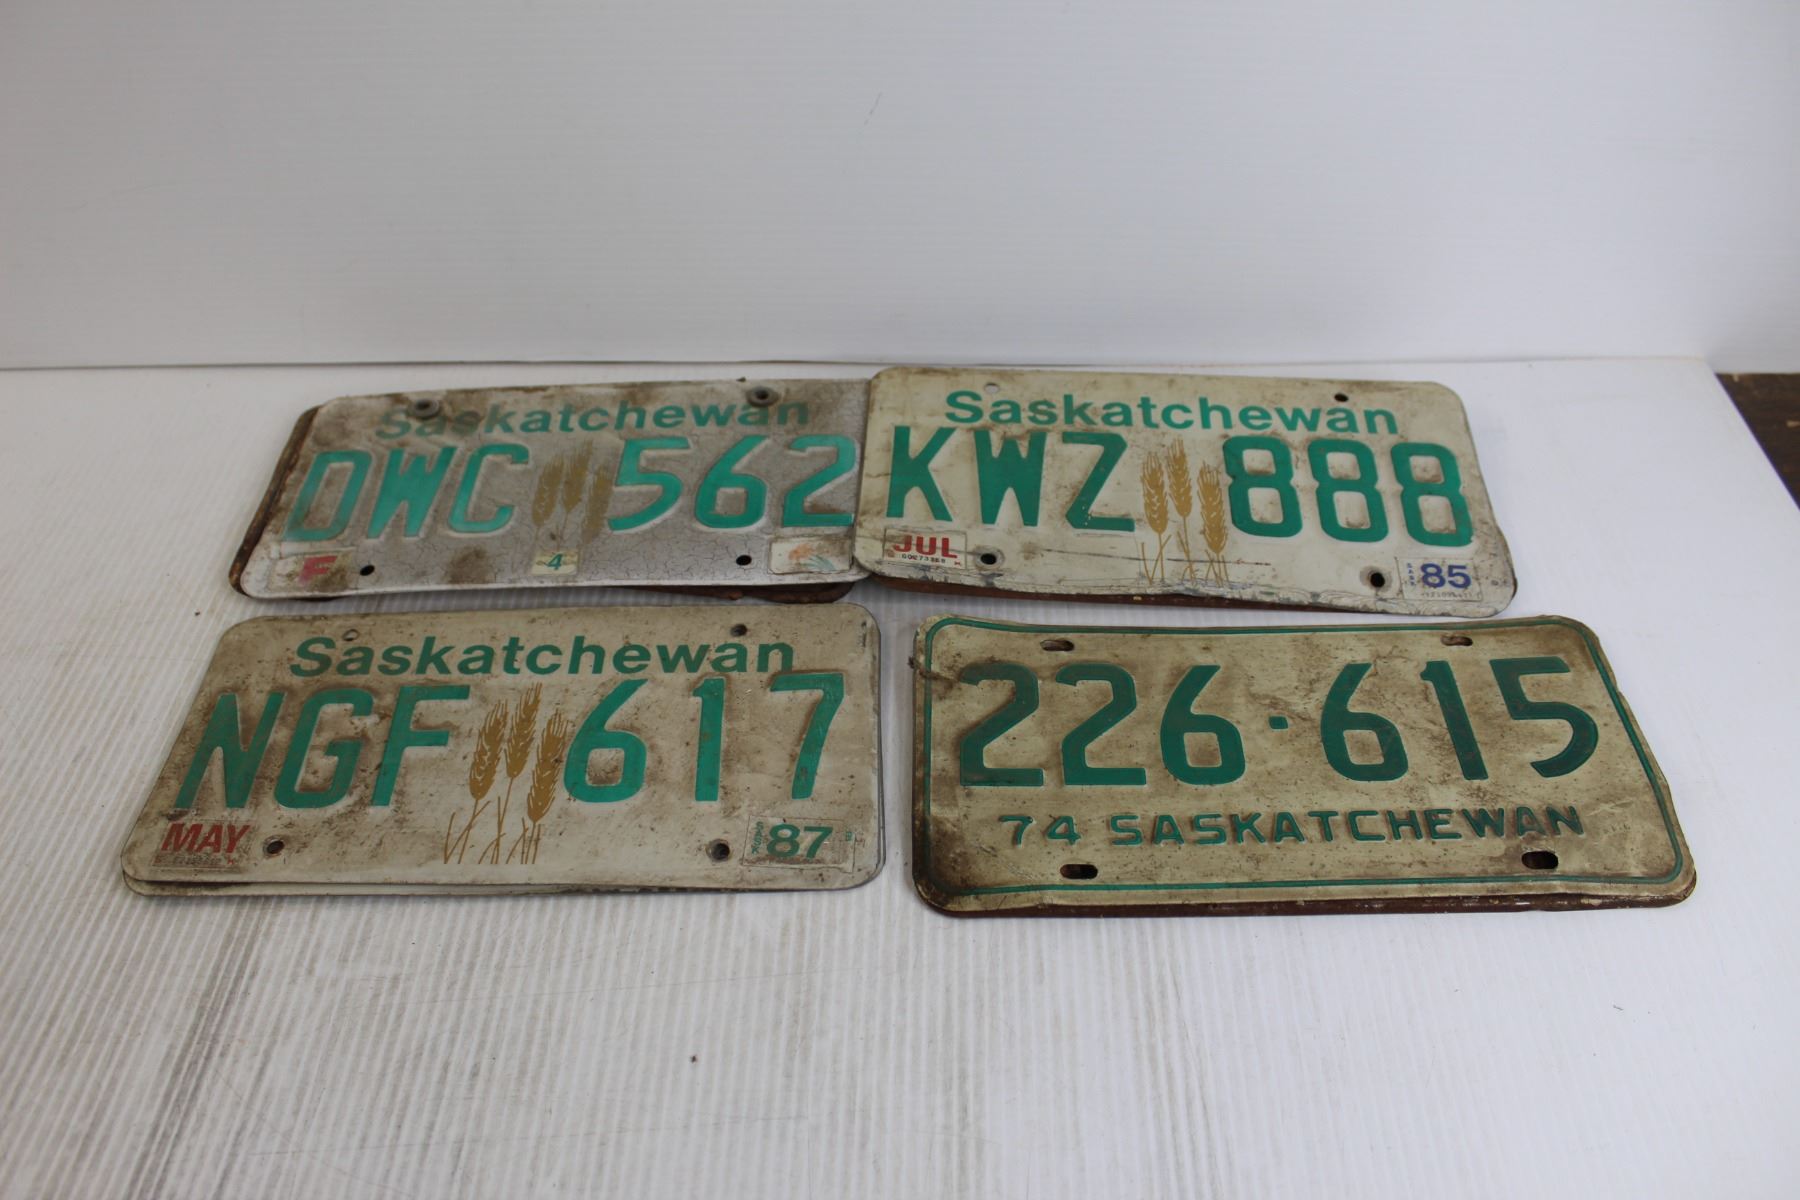 Saskatchewan
DWC 562
4
Saskatchewan
KWZ 888
JUL
85
Saskatchewan
NGF 617
MAY
87
226·615
74 SASKATCHEWAN